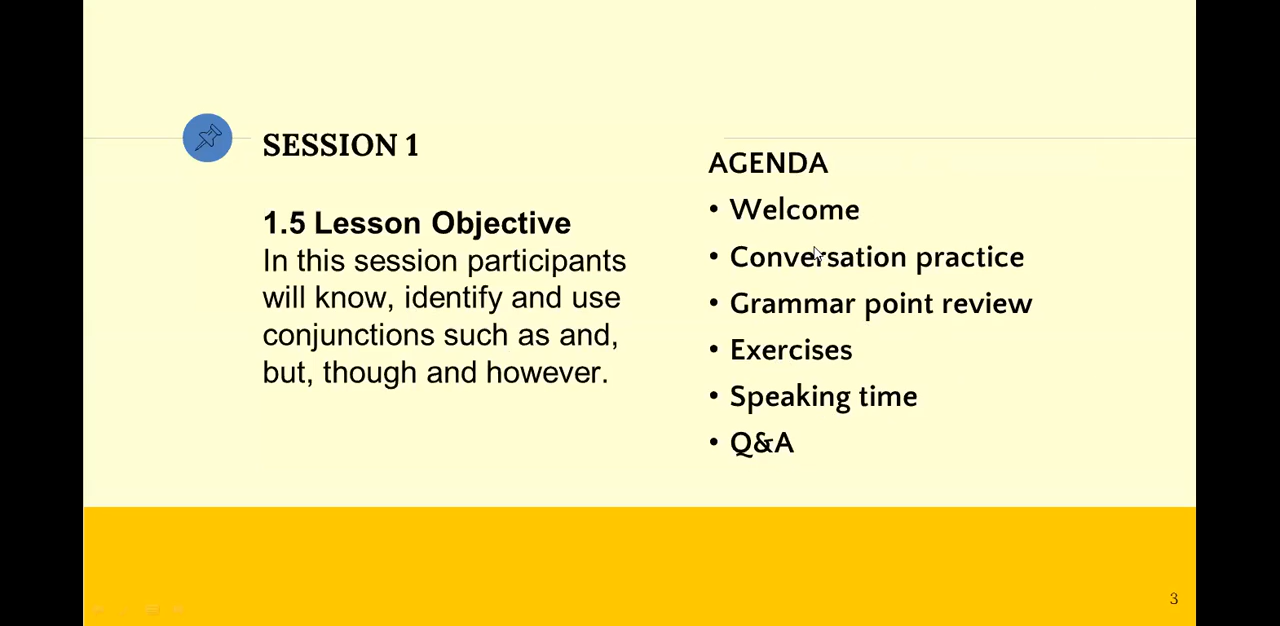 SESSION 1
1.5 Lesson Objective
In this session participants
will know, identify and use
conjunctions such as and,
but, though and however.
AGENDA
• Welcome
• Conversation practice
• Grammar point review
• Exercises
• Speaking time
• Q&A
3